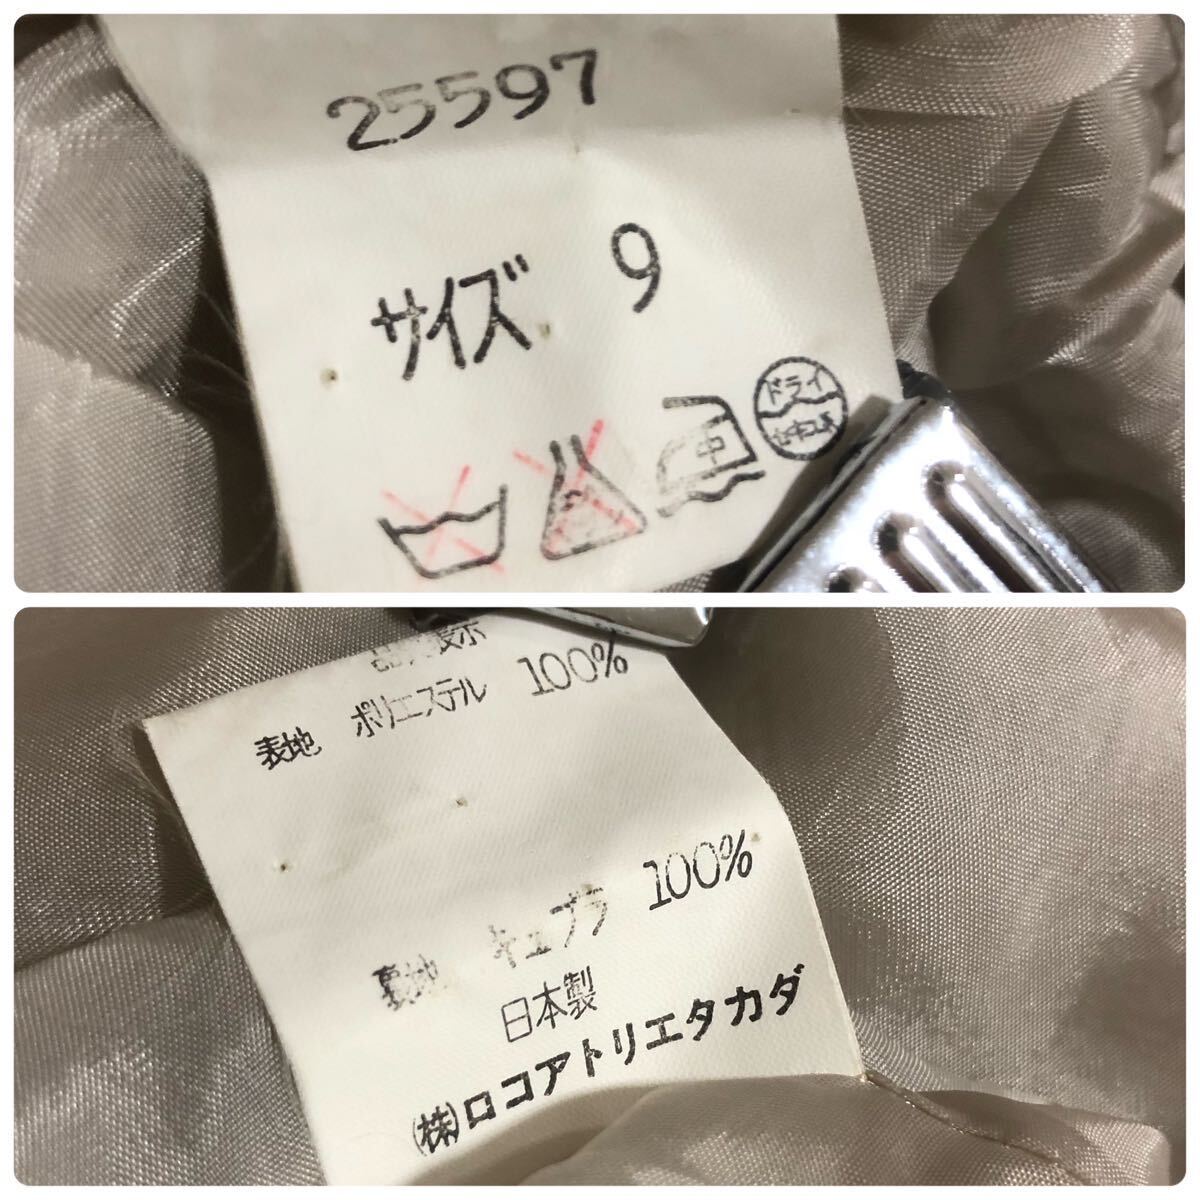 25597
サイズ 9
中
ドライ
表示
表地 ポリエステル 100%
裏地 キュプラ 100%
日本製
(株)ロコアトリエタカダ